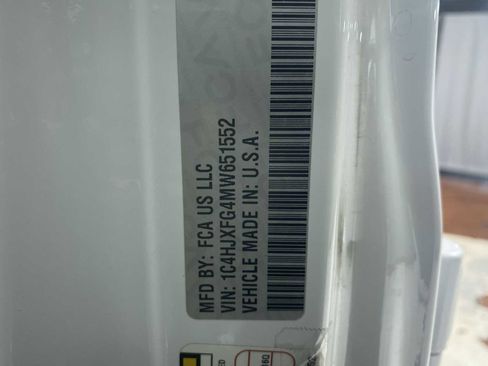 MFD BY: FCA US LLC
VIN: 1C4HJXFG4MW651552
VEHICLE MADE IN: U.S.A.